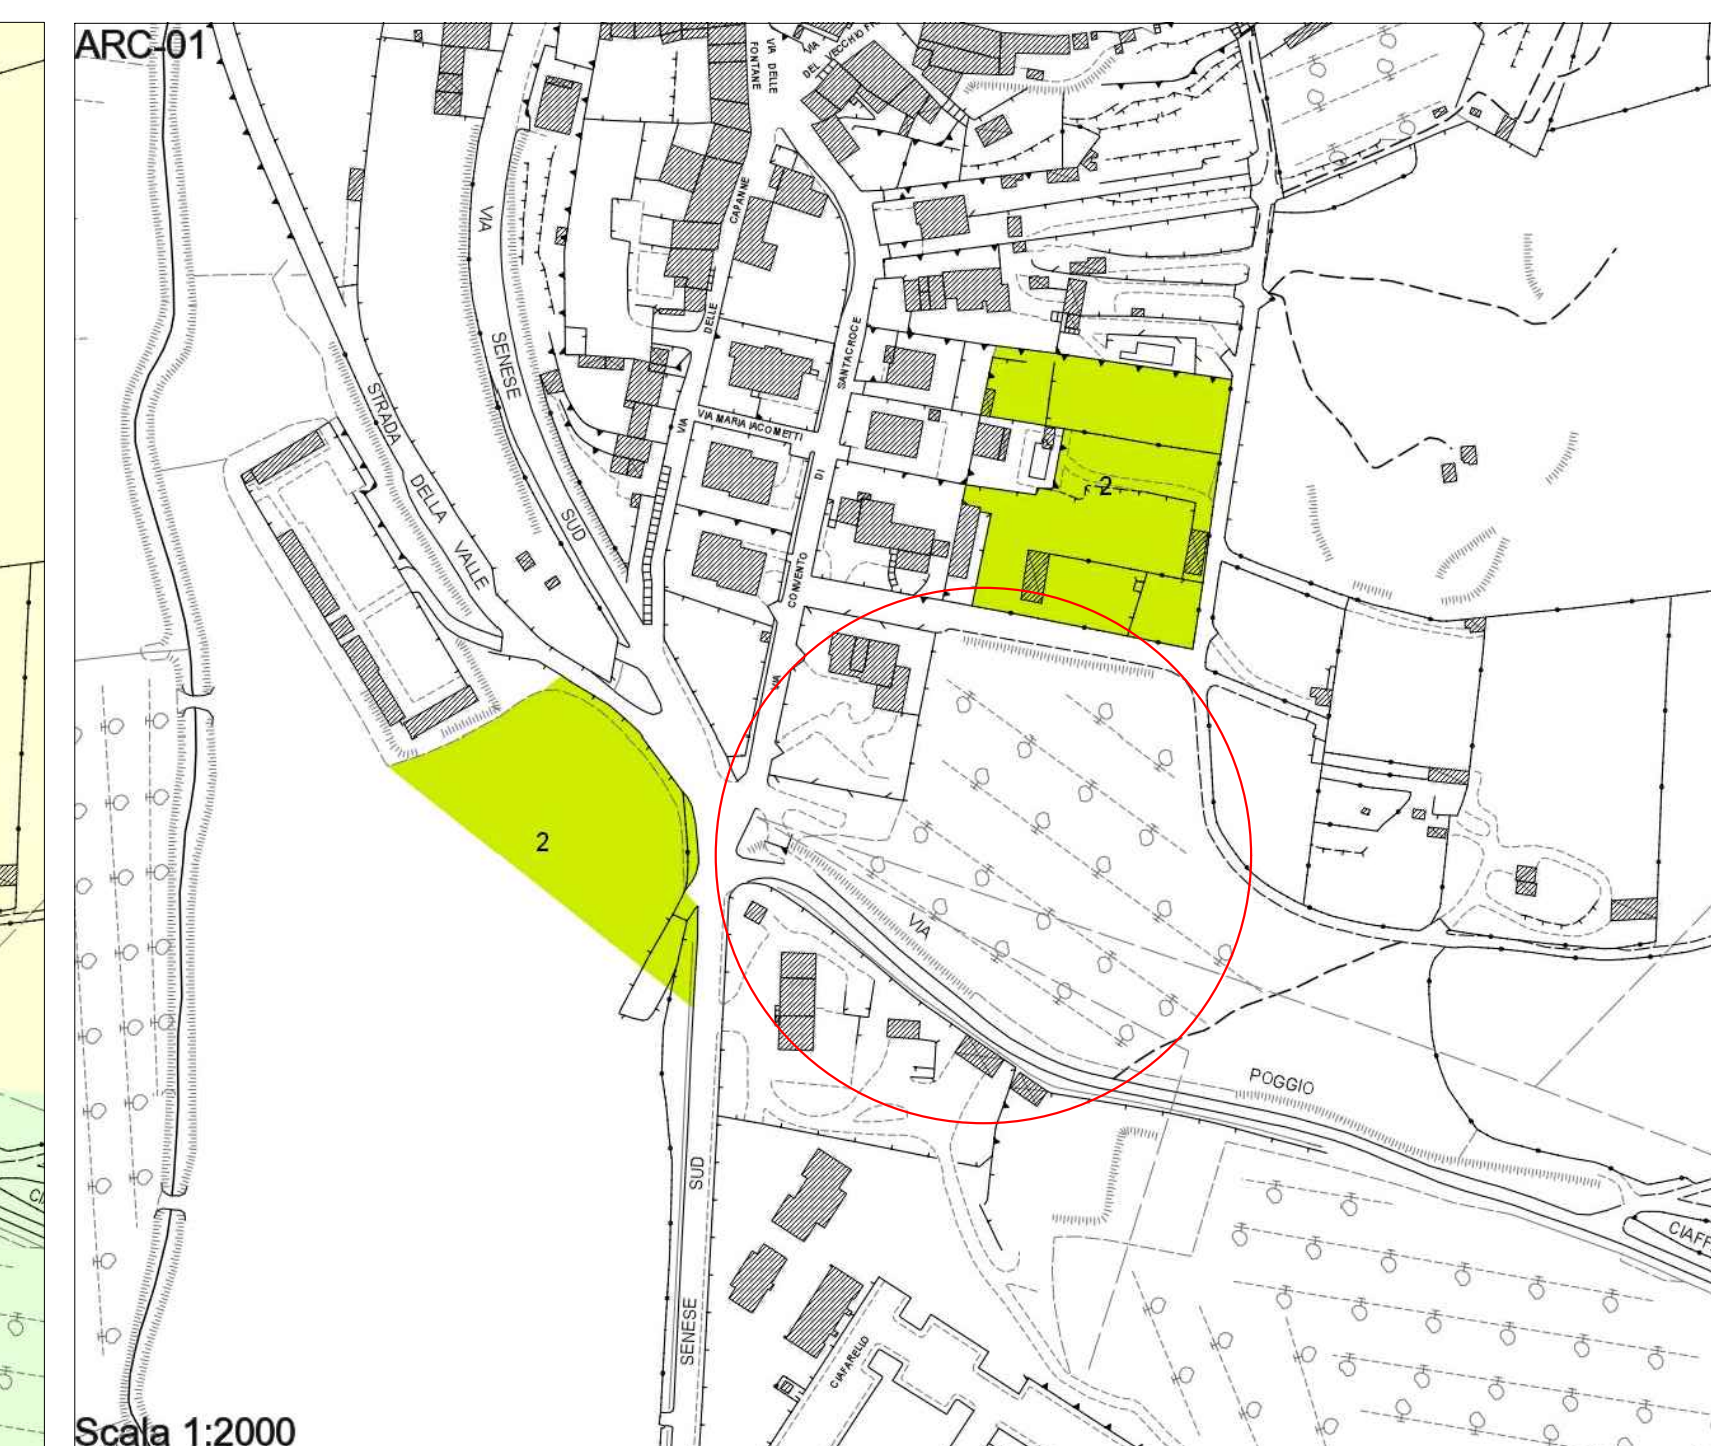 ARC-01
VIA DELLE
FONTANE
VIA
DEL VECCHIO
VIA
SENESE
SUD
CAPANNE
DELLE
VIA
SANTACROCE
DI
CONVENTO
VIA
VIA MARIA IACOMETTI
STRADA
DELLA
VALLE
2
2
VIA
POGGIO
SUD
SENESE
CIAFARELLO
Scala 1:2000